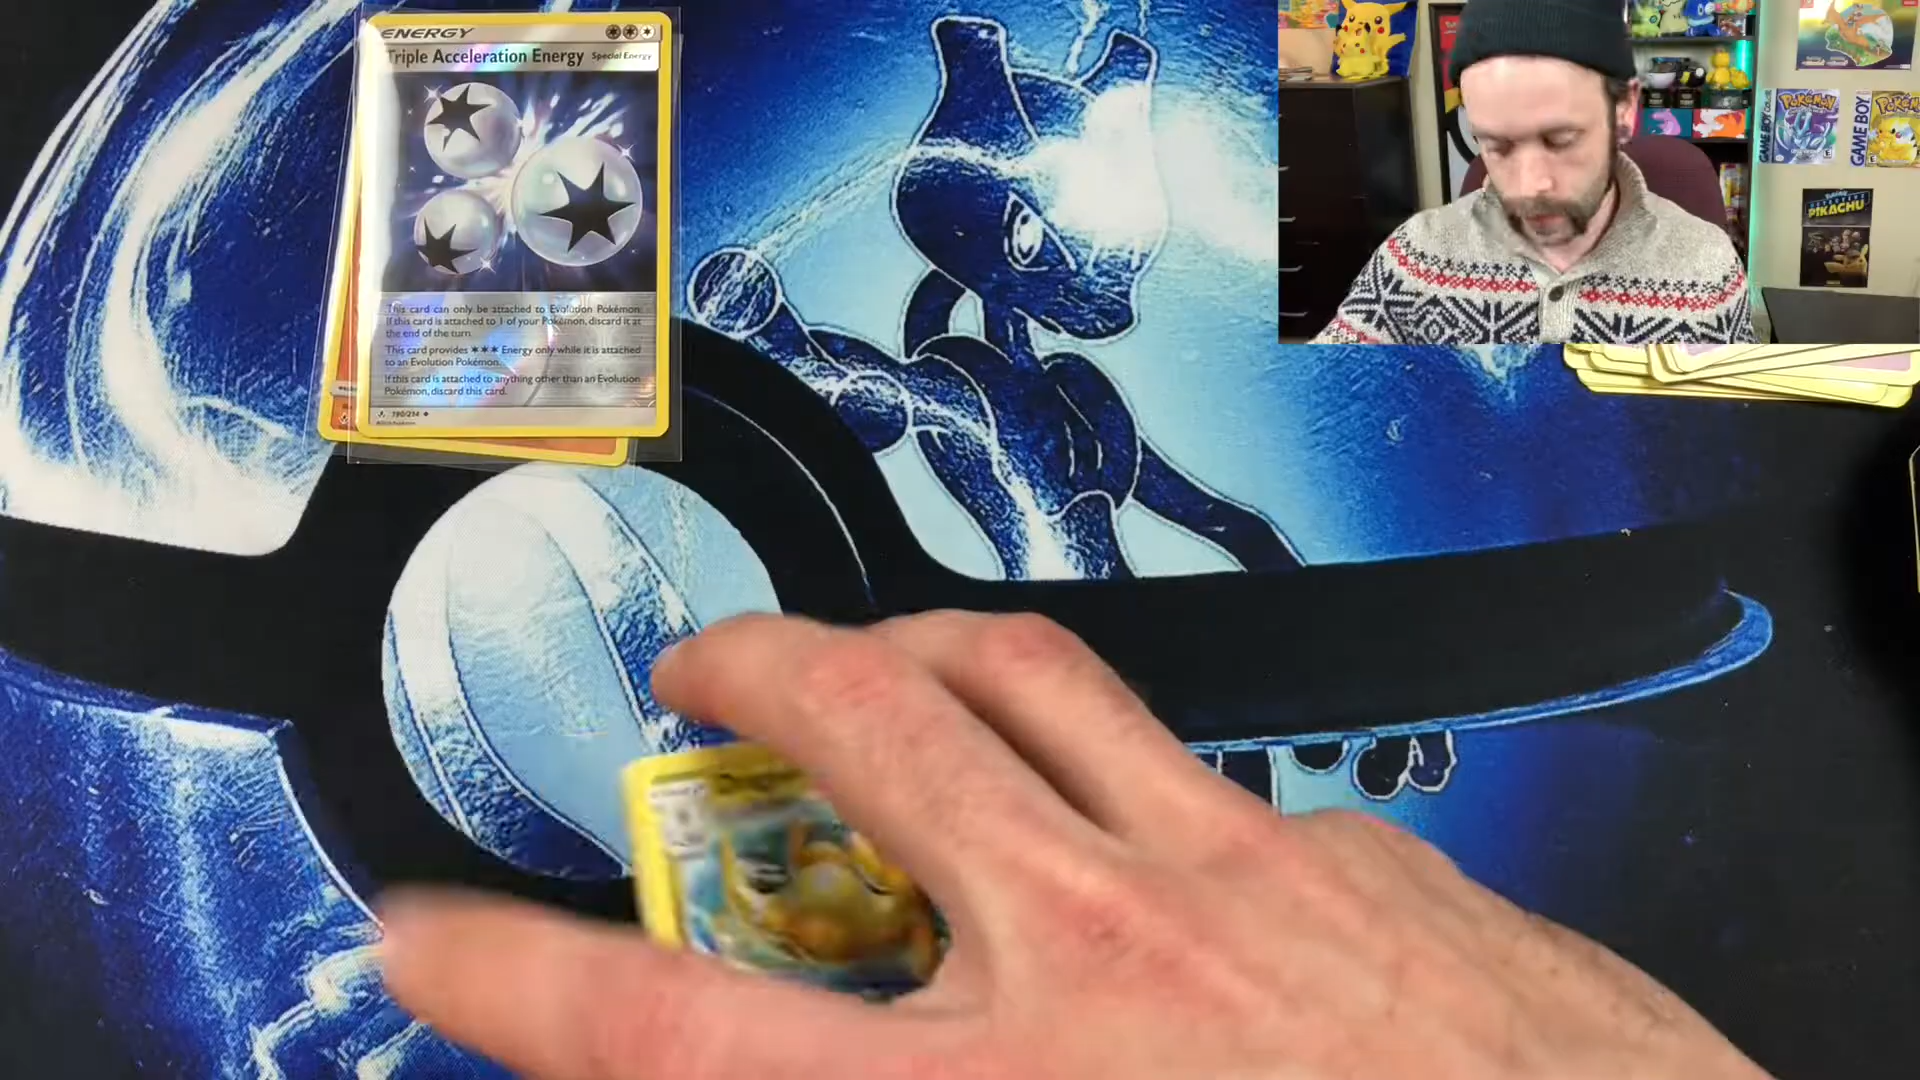 ENERGY
Triple Acceleration Energy Special Energy
This card can only be attached to Evolution Pokémon.
If this card is attached to 1 of your Pokémon, discard it at
the end of the turn.
This card provides ✶✶✶ Energy only while it is attached
to an Evolution Pokémon.
If this card is attached to anything other than an Evolution
Pokémon, discard this card.
190/214
POKéMON
GAME BOY
POKéMON
GAME BOY
DETECTIVE
PIKACHU